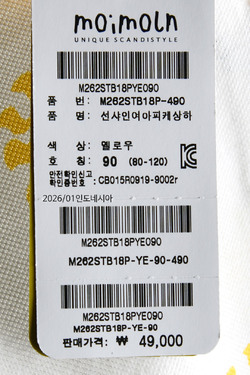 moimoln
UNIQUE SCANDISTYLE
M262STB18PYE090
품 번: M262STB18P-490
품 명: 선샤인여아피케상하
색 상: 옐로우
호 칭: 90 (80-120)
안전확인신고
확인증번호: CB015R0919-9002r
2026/01인도네시아
M262STB18PYE090
M262STB18P-YE-90-490
M262STB18PYE090
M262STB18P-YE-90
판매가격: ₩ 49,000